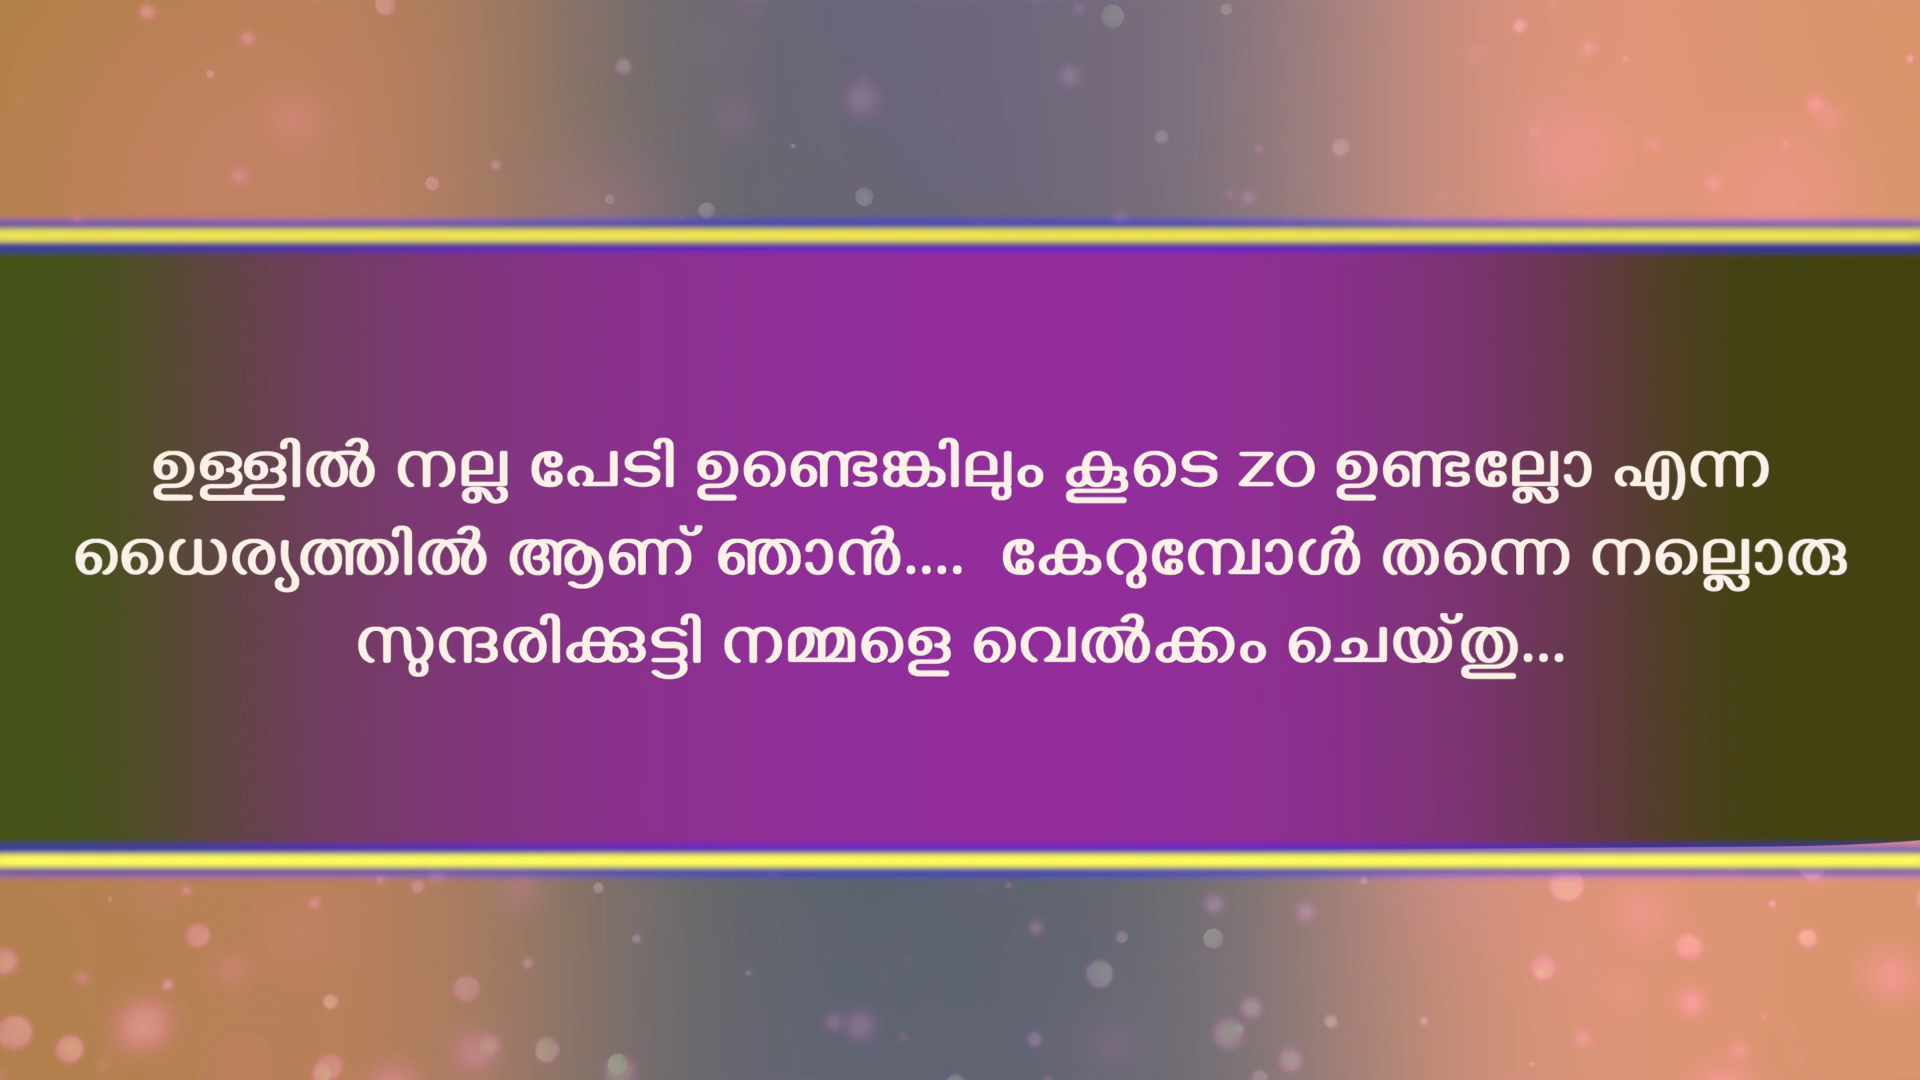 ഉള്ളിൽ നല്ല പേടി ഉണ്ടെങ്കിലും കൂടെ zo ഉണ്ടല്ലോ എന്ന
ധൈര്യത്തിൽ ആണ് ഞാൻ....  കേറുമ്പോൾ തന്നെ നല്ലൊരു
സുന്ദരിക്കുട്ടി നമ്മളെ വെൽക്കം ചെയ്തു...